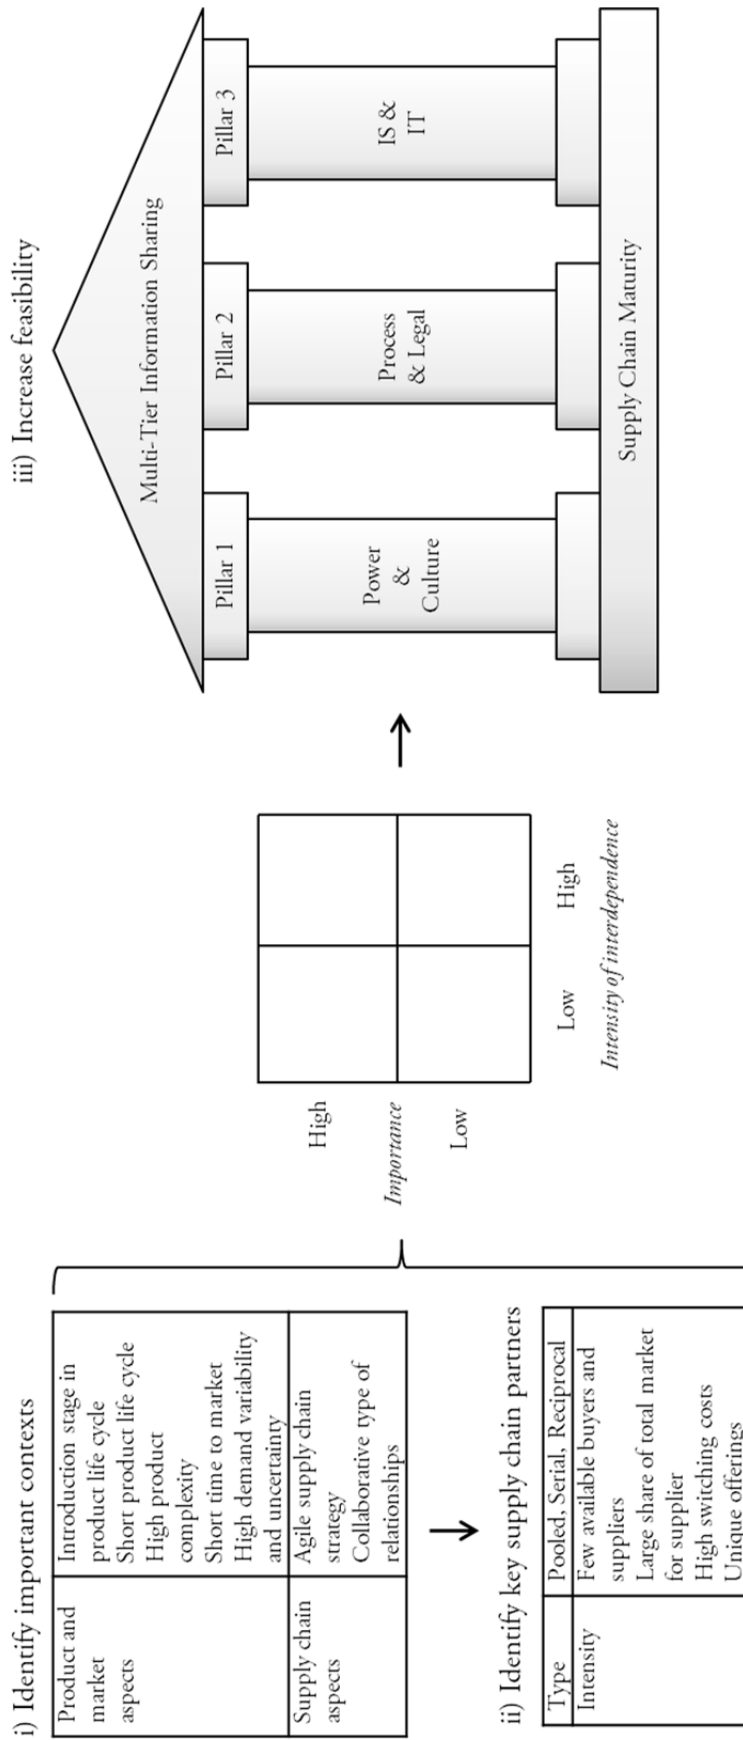 i) Identify important contexts
Product and
market
aspects
Introduction stage in
product life cycle
Short product life cycle
High product
complexity
Short time to market
High demand variability
and uncertainty
Supply chain
aspects
Agile supply chain
strategy
Collaborative type of
relationships
ii) Identify key supply chain partners
Type
Pooled, Serial, Reciprocal
Intensity
Few available buyers and
suppliers
Large share of total market
for supplier
High switching costs
Unique offerings
High
Importance
Low
Low
High
Intensity of interdependence
iii) Increase feasibility
Multi-Tier Information Sharing
Pillar 1
Pillar 2
Pillar 3
Power
&
Culture
Process
& Legal
IS &
IT
Supply Chain Maturity